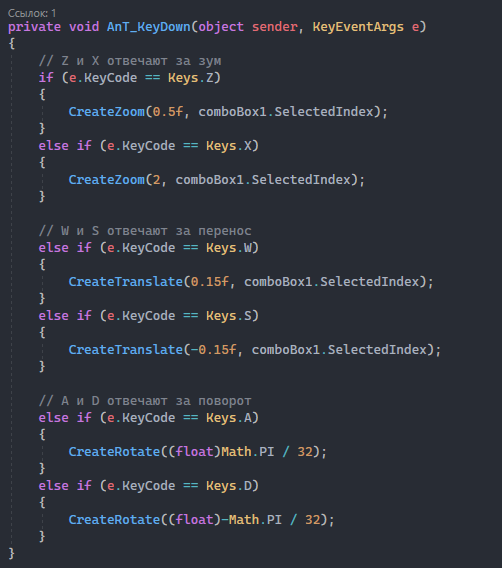 Ссылок: 1
private void AnT_KeyDown(object sender, KeyEventArgs e)
{
    // Z и X отвечают за зум
    if (e.KeyCode == Keys.Z)
    {
        CreateZoom(0.5f, comboBox1.SelectedIndex);
    }
    else if (e.KeyCode == Keys.X)
    {
        CreateZoom(2, comboBox1.SelectedIndex);
    }

    // W и S отвечают за перенос
    else if (e.KeyCode == Keys.W)
    {
        CreateTranslate(0.15f, comboBox1.SelectedIndex);
    }
    else if (e.KeyCode == Keys.S)
    {
        CreateTranslate(-0.15f, comboBox1.SelectedIndex);
    }

    // A и D отвечают за поворот
    else if (e.KeyCode == Keys.A)
    {
        CreateRotate((float)Math.PI / 32);
    }
    else if (e.KeyCode == Keys.D)
    {
        CreateRotate((float)-Math.PI / 32);
    }
}